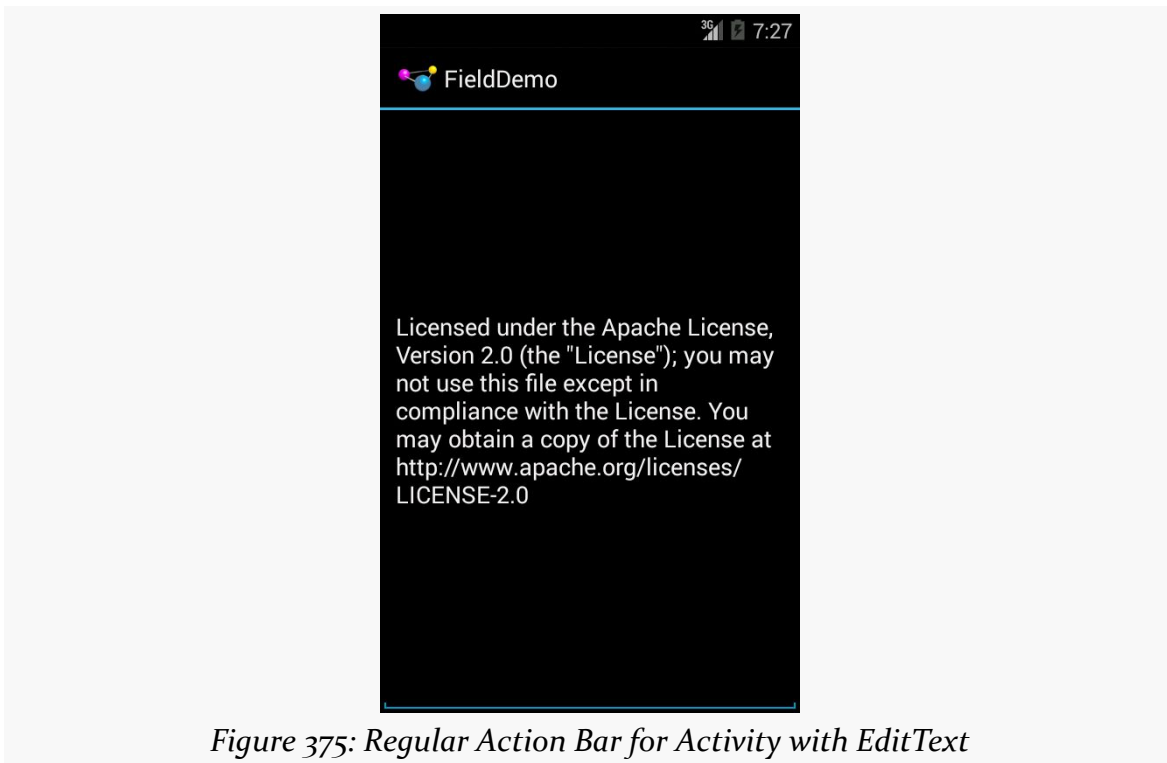 3G 7:27
FieldDemo
Licensed under the Apache License,
Version 2.0 (the "License"); you may
not use this file except in
compliance with the License. You
may obtain a copy of the License at
http://www.apache.org/licenses/
LICENSE-2.0
Figure 375: Regular Action Bar for Activity with EditText